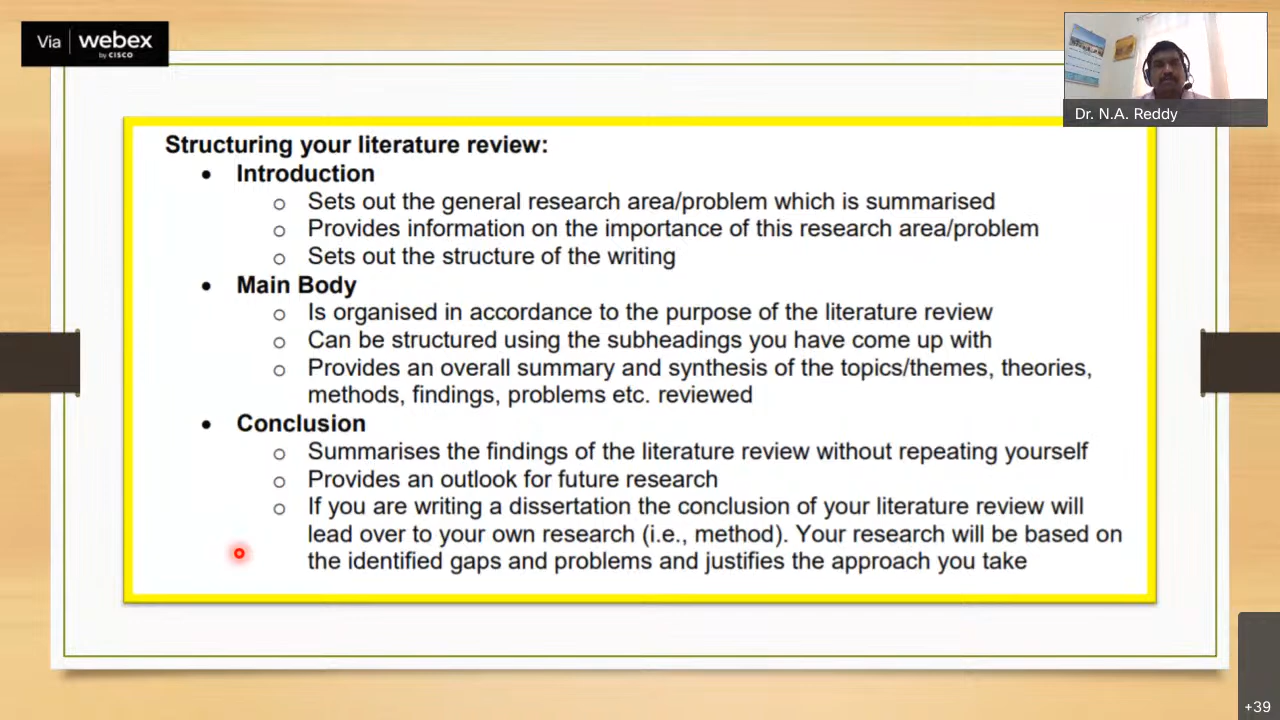 Via webex
by CISCO
Dr. N.A. Reddy
Structuring your literature review:
• Introduction
o Sets out the general research area/problem which is summarised
o Provides information on the importance of this research area/problem
o Sets out the structure of the writing
• Main Body
o Is organised in accordance to the purpose of the literature review
o Can be structured using the subheadings you have come up with
o Provides an overall summary and synthesis of the topics/themes, theories,
methods, findings, problems etc. reviewed
• Conclusion
o Summarises the findings of the literature review without repeating yourself
o Provides an outlook for future research
o If you are writing a dissertation the conclusion of your literature review will
lead over to your own research (i.e., method). Your research will be based on
the identified gaps and problems and justifies the approach you take
+39